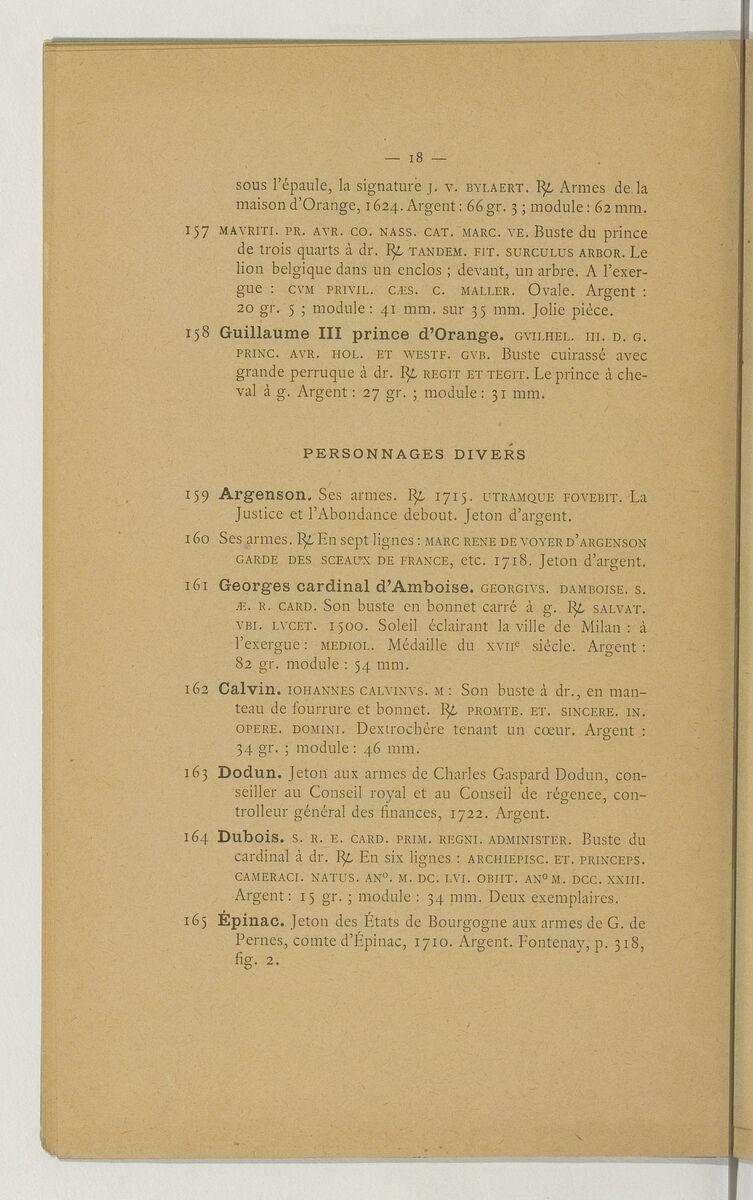 — 18 —
sous l'épaule, la signature J. V. BYLAERT. ℞ Armes de la
maison d'Orange, 1624. Argent : 66 gr. 3 ; module : 62 mm.
157 MAVRITI. PR. AVR. CO. NASS. CAT. MARC. VE. Buste du prince
de trois quarts à dr. ℞ TANDEM. FIT. SURCULUS ARBOR. Le
lion belgique dans un enclos ; devant, un arbre. A l'exer-
gue : CVM PRIVIL. CÆS. C. MALLER. Ovale. Argent :
20 gr. 5 ; module : 41 mm. sur 35 mm. Jolie pièce.
158 Guillaume III prince d'Orange. GVILHEL. III. D. G.
PRINC. AVR. HOL. ET WESTF. GVB. Buste cuirassé avec
grande perruque à dr. ℞ REGIT ET TEGIT. Le prince à che-
val à g. Argent : 27 gr. ; module : 31 mm.
PERSONNAGES DIVERS
159 Argenson. Ses armes. ℞ 1715. UTRAMQUE FOVEBIT. La
Justice et l'Abondance debout. Jeton d'argent.
160 Ses armes. ℞ En sept lignes : MARC RENE DE VOYER D'ARGENSON
GARDE DES SCEAUX DE FRANCE, etc. 1718. Jeton d'argent.
161 Georges cardinal d'Amboise. GEORGIVS. DAMBOISE. S.
Æ. R. CARD. Son buste en bonnet carré à g. ℞ SALVAT.
VBI. LVCET. 1500. Soleil éclairant la ville de Milan : à
l'exergue : MEDIOL. Médaille du XVIIe siècle. Argent :
82 gr. module : 54 mm.
162 Calvin. IOHANNES CALVINVS. M : Son buste à dr., en man-
teau de fourrure et bonnet. ℞ PROMTE. ET. SINCERE. IN.
OPERE. DOMINI. Dextrochère tenant un cœur. Argent :
34 gr. ; module : 46 mm.
163 Dodun. Jeton aux armes de Charles Gaspard Dodun, con-
seiller au Conseil royal et au Conseil de régence, con-
trolleur général des finances, 1722. Argent.
164 Dubois. S. R. E. CARD. PRIM. REGNI. ADMINISTER. Buste du
cardinal à dr. ℞ En six lignes : ARCHIEPISC. ET. PRINCEPS.
CAMERACI. NATUS. ANº. M. DC. LVI. OBIIT. ANº M. DCC. XXIII.
Argent : 15 gr. ; module : 34 mm. Deux exemplaires.
165 Épinac. Jeton des États de Bourgogne aux armes de G. de
Pernes, comte d'Épinac, 1710. Argent. Fontenay, p. 318,
fig. 2.